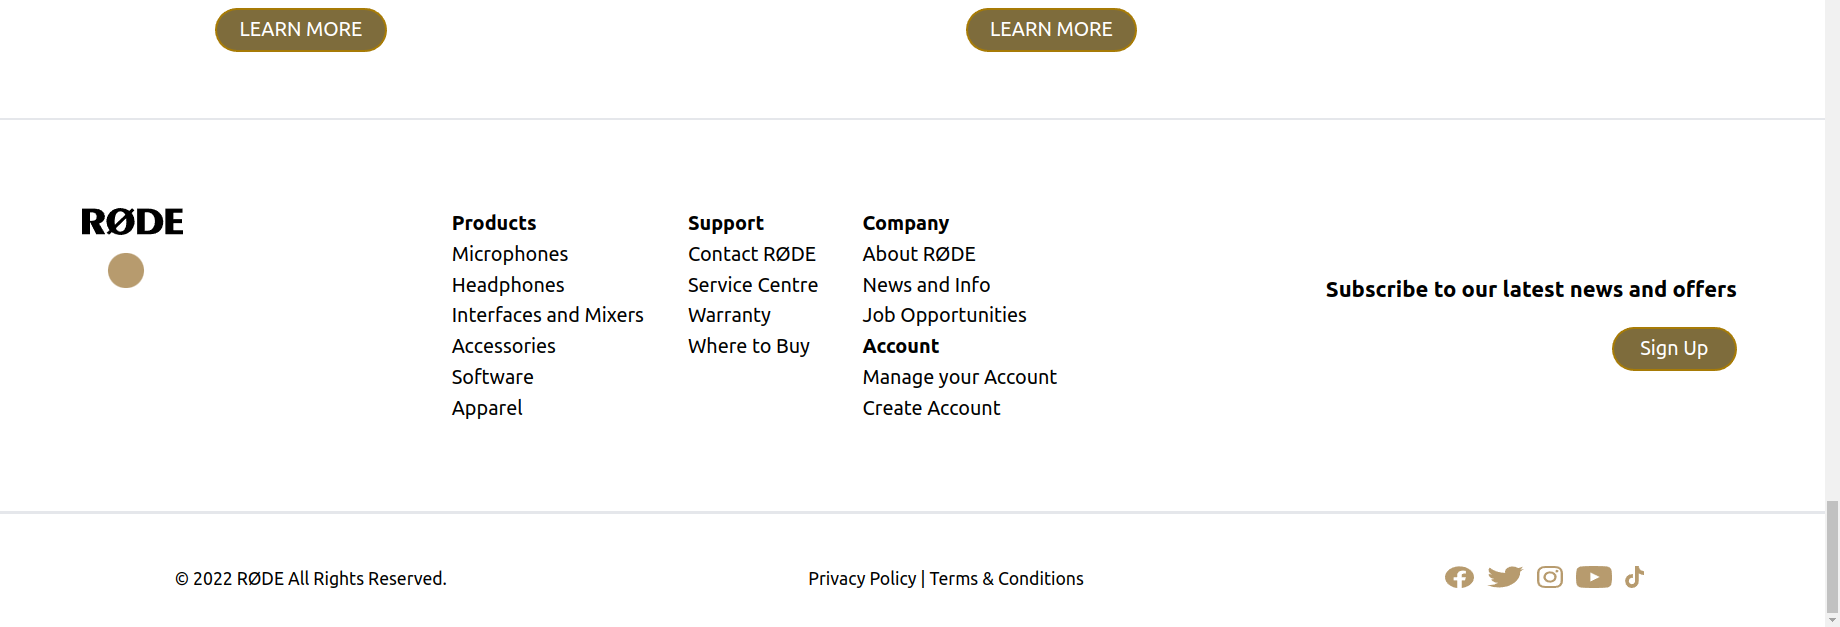 LEARN MORE
LEARN MORE
RØDE
Products
Microphones
Headphones
Interfaces and Mixers
Accessories
Software
Apparel
Support
Contact RØDE
Service Centre
Warranty
Where to Buy
Company
About RØDE
News and Info
Job Opportunities
Account
Manage your Account
Create Account
Subscribe to our latest news and offers
Sign Up
© 2022 RØDE All Rights Reserved.
Privacy Policy | Terms & Conditions